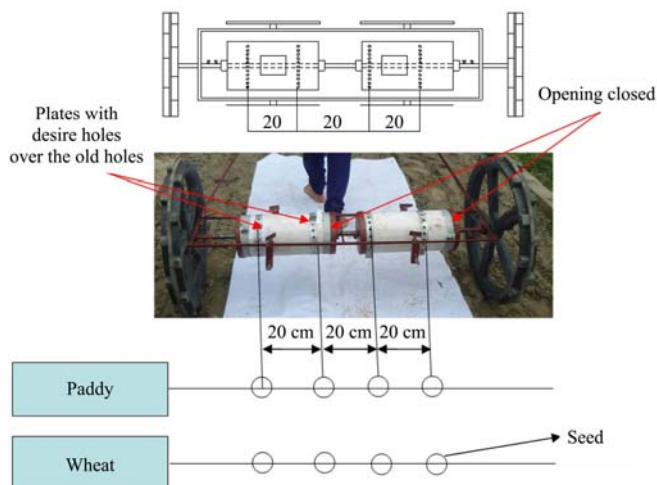 20 20 20
Plates with
desire holes
over the old holes
Opening closed
20 cm 20 cm 20 cm
Paddy
Wheat
Seed